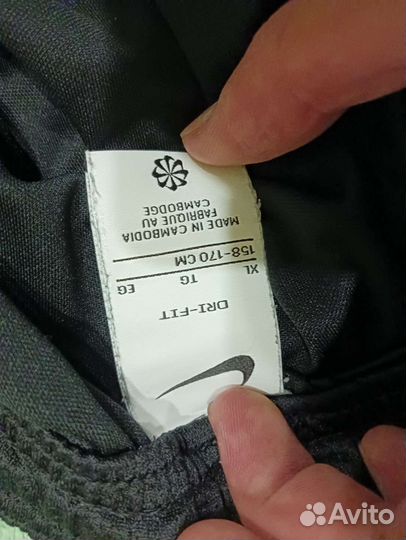 DRI-FIT
XL TG EG
158-170 CM
MADE IN CAMBODIA
FABRIQUE AU
CAMBODGE
Avito